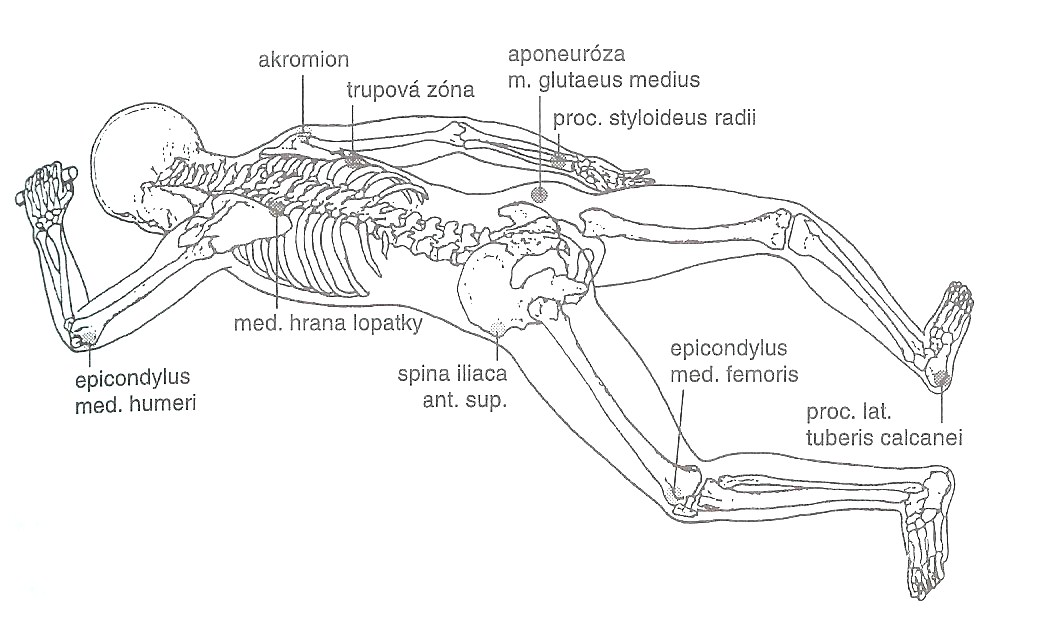 akromion
trupová zóna
aponeuróza
m. glutaeus medius
proc. styloideus radii
med. hrana lopatky
epicondylus
med. humeri
spina iliaca
ant. sup.
epicondylus
med. femoris
proc. lat.
tuberis calcanei